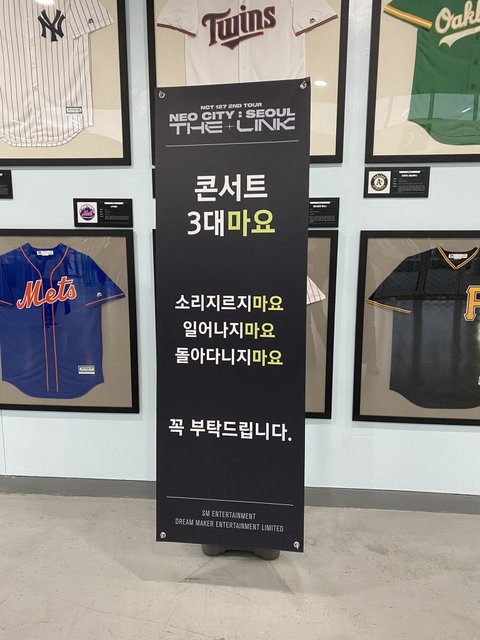 Twins
Oakl
NCT 127 2ND TOUR
NEO CITY : SEOUL
THE LINK
콘서트
3대마요
Mets
소리지르지마요
일어나지마요
돌아다니지마요
꼭 부탁드립니다.
SM ENTERTAINMENT
DREAM MAKER ENTERTAINMENT LIMITED